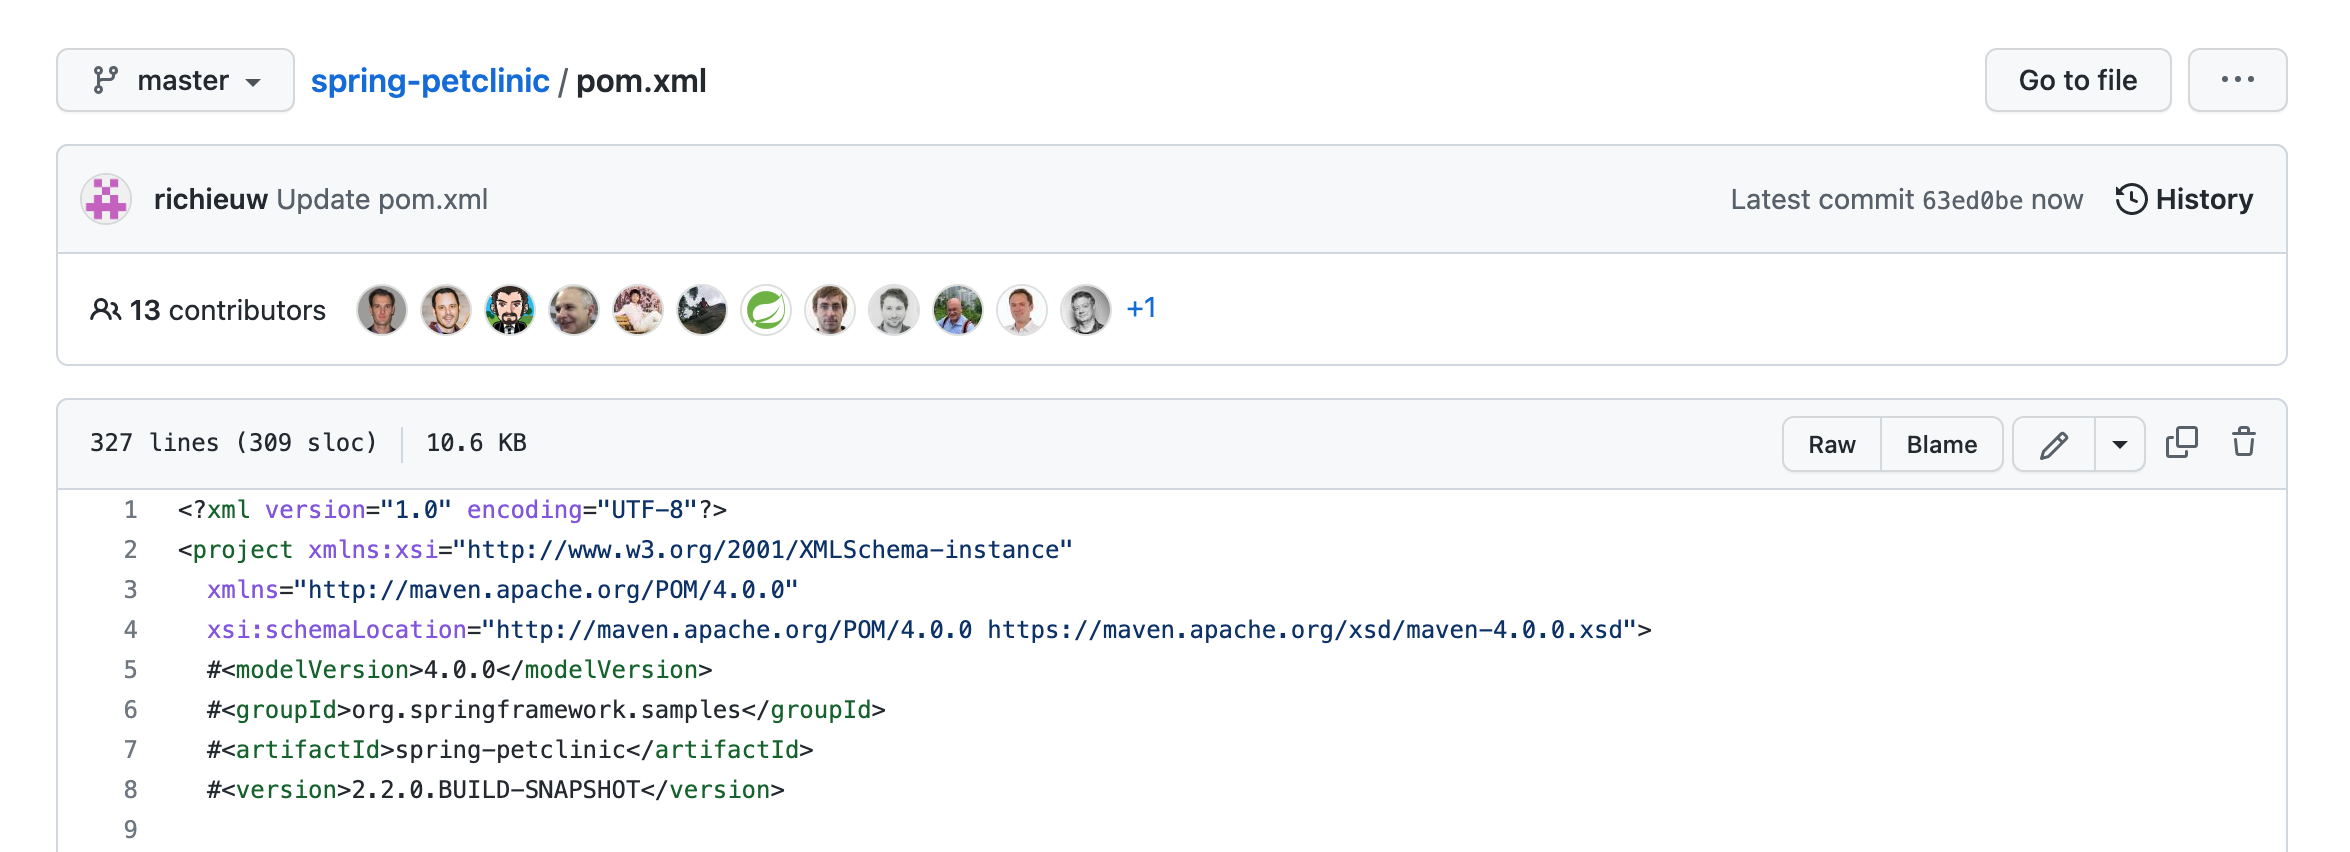 master spring-petclinic / pom.xml Go to file ...
richieuw Update pom.xml Latest commit 63ed0be now History
13 contributors +1
327 lines (309 sloc) 10.6 KB Raw Blame
1 <?xml version="1.0" encoding="UTF-8"?>
2 <project xmlns:xsi="http://www.w3.org/2001/XMLSchema-instance"
3 xmlns="http://maven.apache.org/POM/4.0.0"
4 xsi:schemaLocation="http://maven.apache.org/POM/4.0.0 https://maven.apache.org/xsd/maven-4.0.0.xsd">
5 #<modelVersion>4.0.0</modelVersion>
6 #<groupId>org.springframework.samples</groupId>
7 #<artifactId>spring-petclinic</artifactId>
8 #<version>2.2.0.BUILD-SNAPSHOT</version>
9